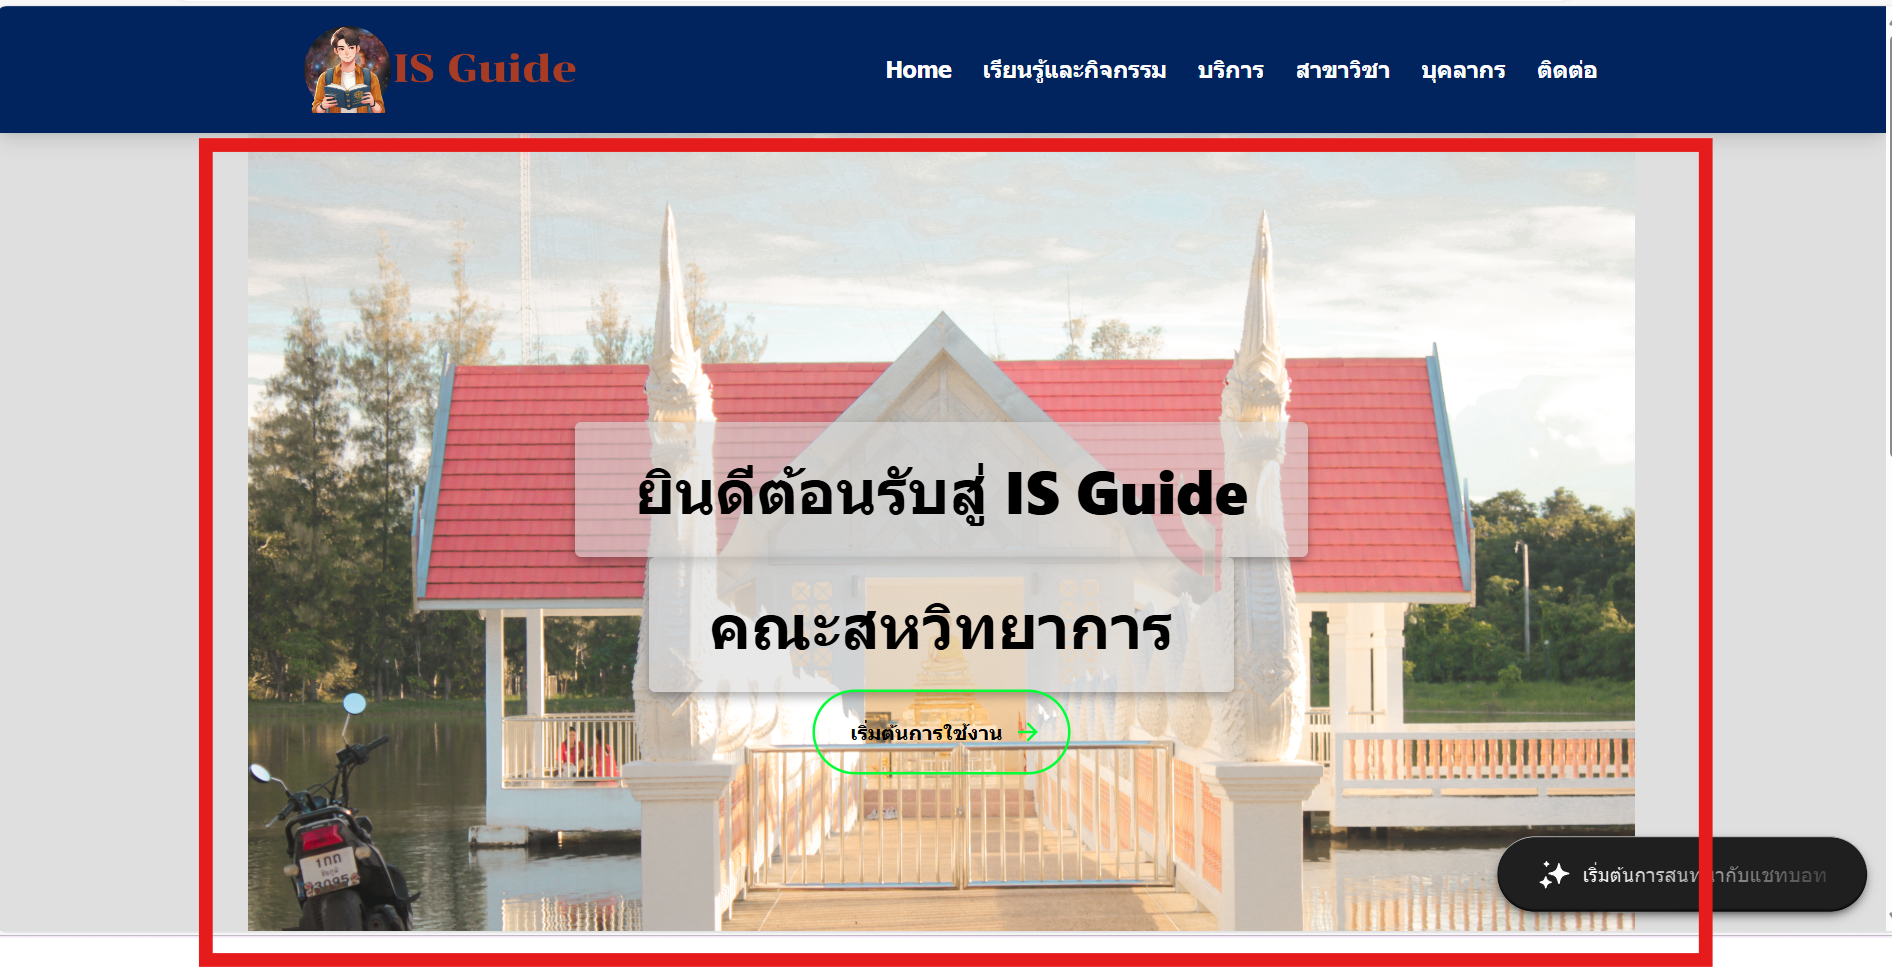 IS Guide
Home เรียนรู้และกิจกรรม บริการ สาขาวิชา บุคลากร ติดต่อ
ยินดีต้อนรับสู่ IS Guide
คณะสหวิทยาการ
เริ่มต้นการใช้งาน
1กถ
3095
เริ่มต้นการสนทนากับแชทบอท